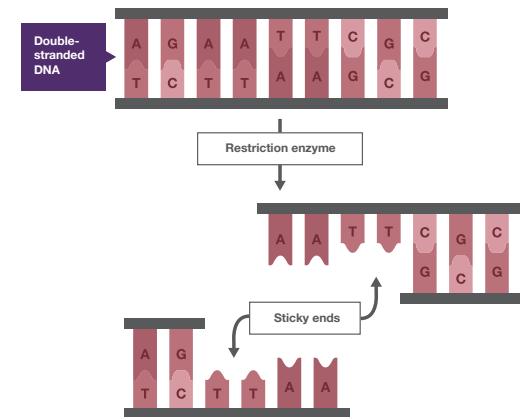 Double-
stranded
DNA
A G A A T T C G C
T C T T A A G C G
Restriction enzyme
A A T T C G C
G C G
Sticky ends
A G
T C T T A A